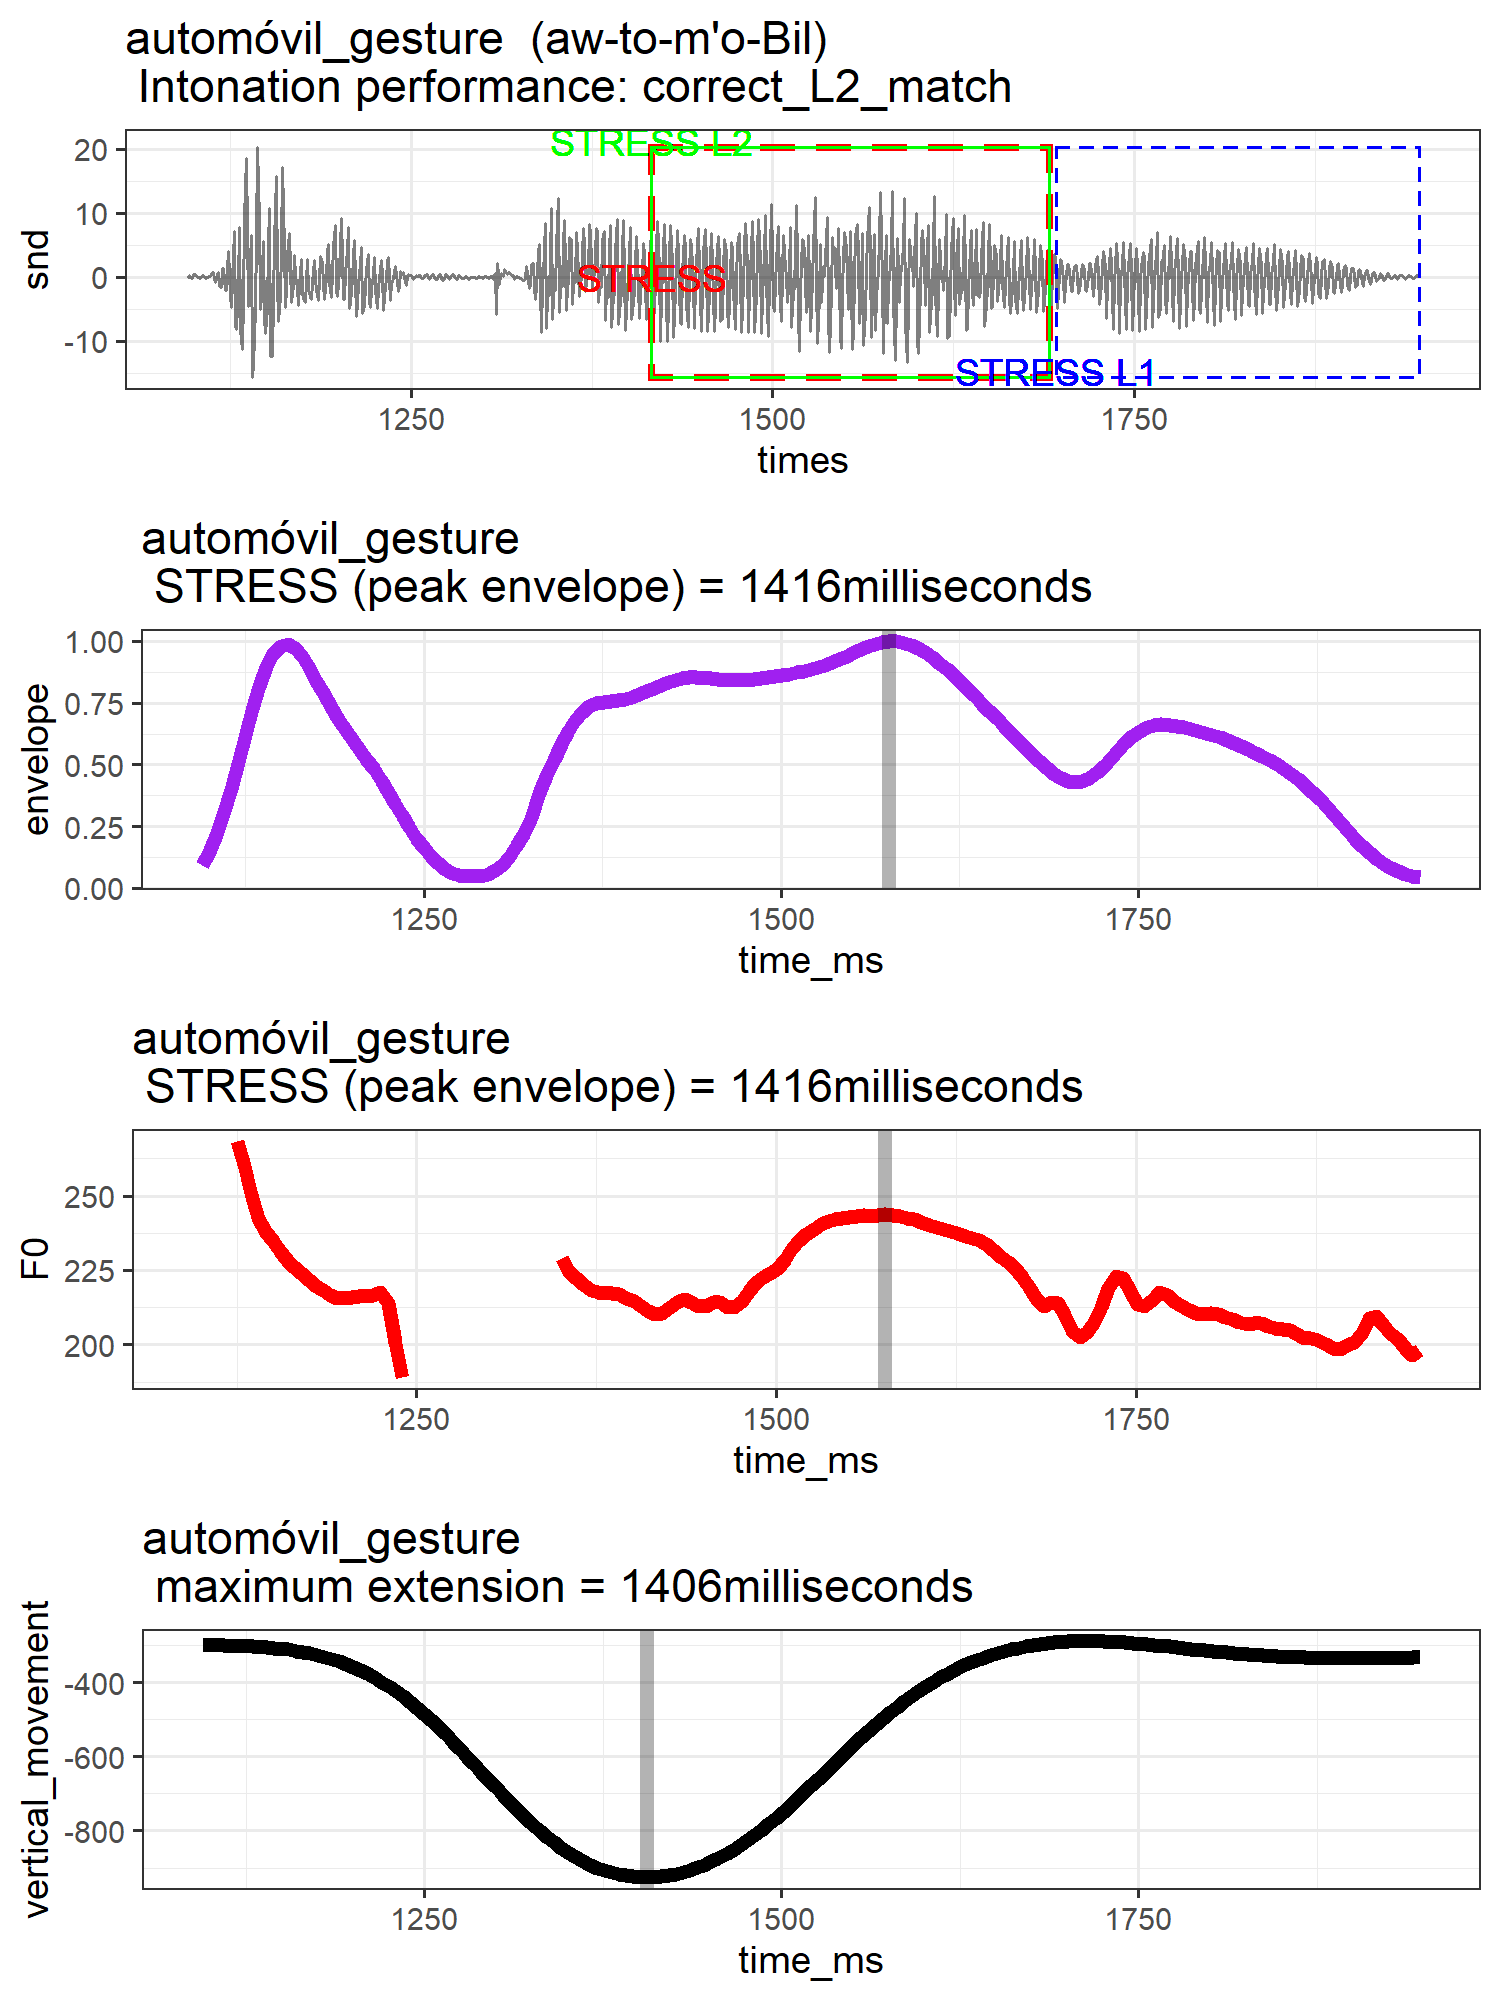 automóvil_gesture  (aw-to-m'o-Bil)
Intonation performance: correct_L2_match
STRESS L2
STRESS
STRESS L1
snd
20
10
0
-10
1250
1500
1750
times
automóvil_gesture
STRESS (peak envelope) = 1416milliseconds
envelope
1.00
0.75
0.50
0.25
0.00
1250
1500
1750
time_ms
automóvil_gesture
STRESS (peak envelope) = 1416milliseconds
F0
250
225
200
1250
1500
1750
time_ms
automóvil_gesture
maximum extension = 1406milliseconds
vertical_movement
-400
-600
-800
1250
1500
1750
time_ms